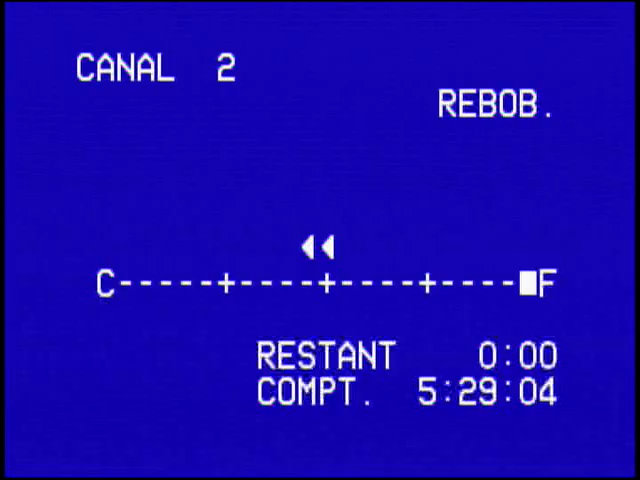 CANAL 2
REBOB.
C-----+----+----+----■F
RESTANT 0:00
COMPT. 5:29:04